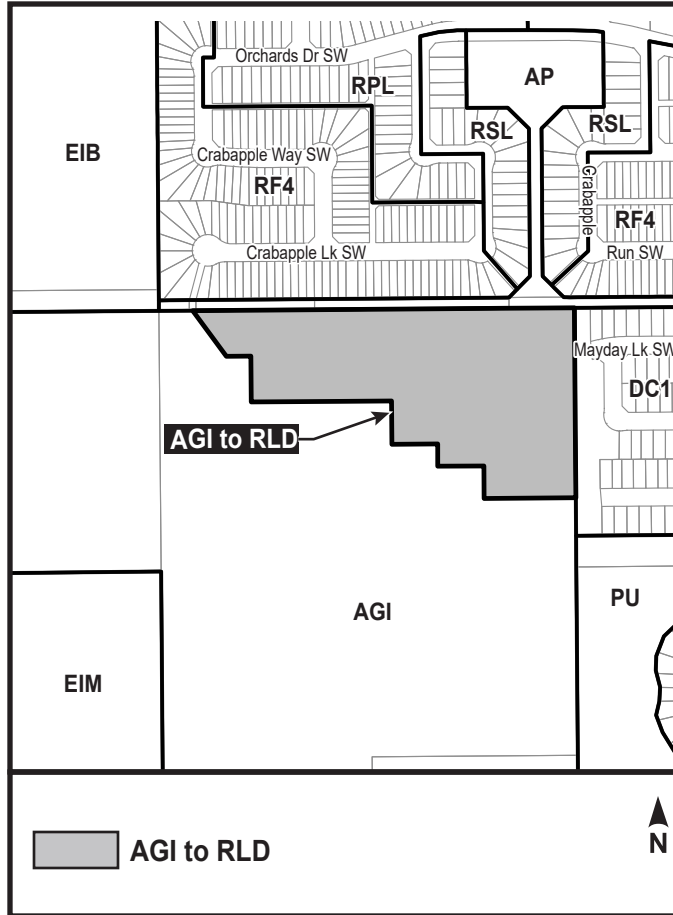 Orchards Dr SW
AP
RPL
RSL
RSL
EIB
Crabapple Way SW
RF4
Crabapple
RF4
Crabapple Lk SW
Run SW
Mayday Lk SW
DC1
AGI to RLD
AGI
PU
EIM
AGI to RLD
N